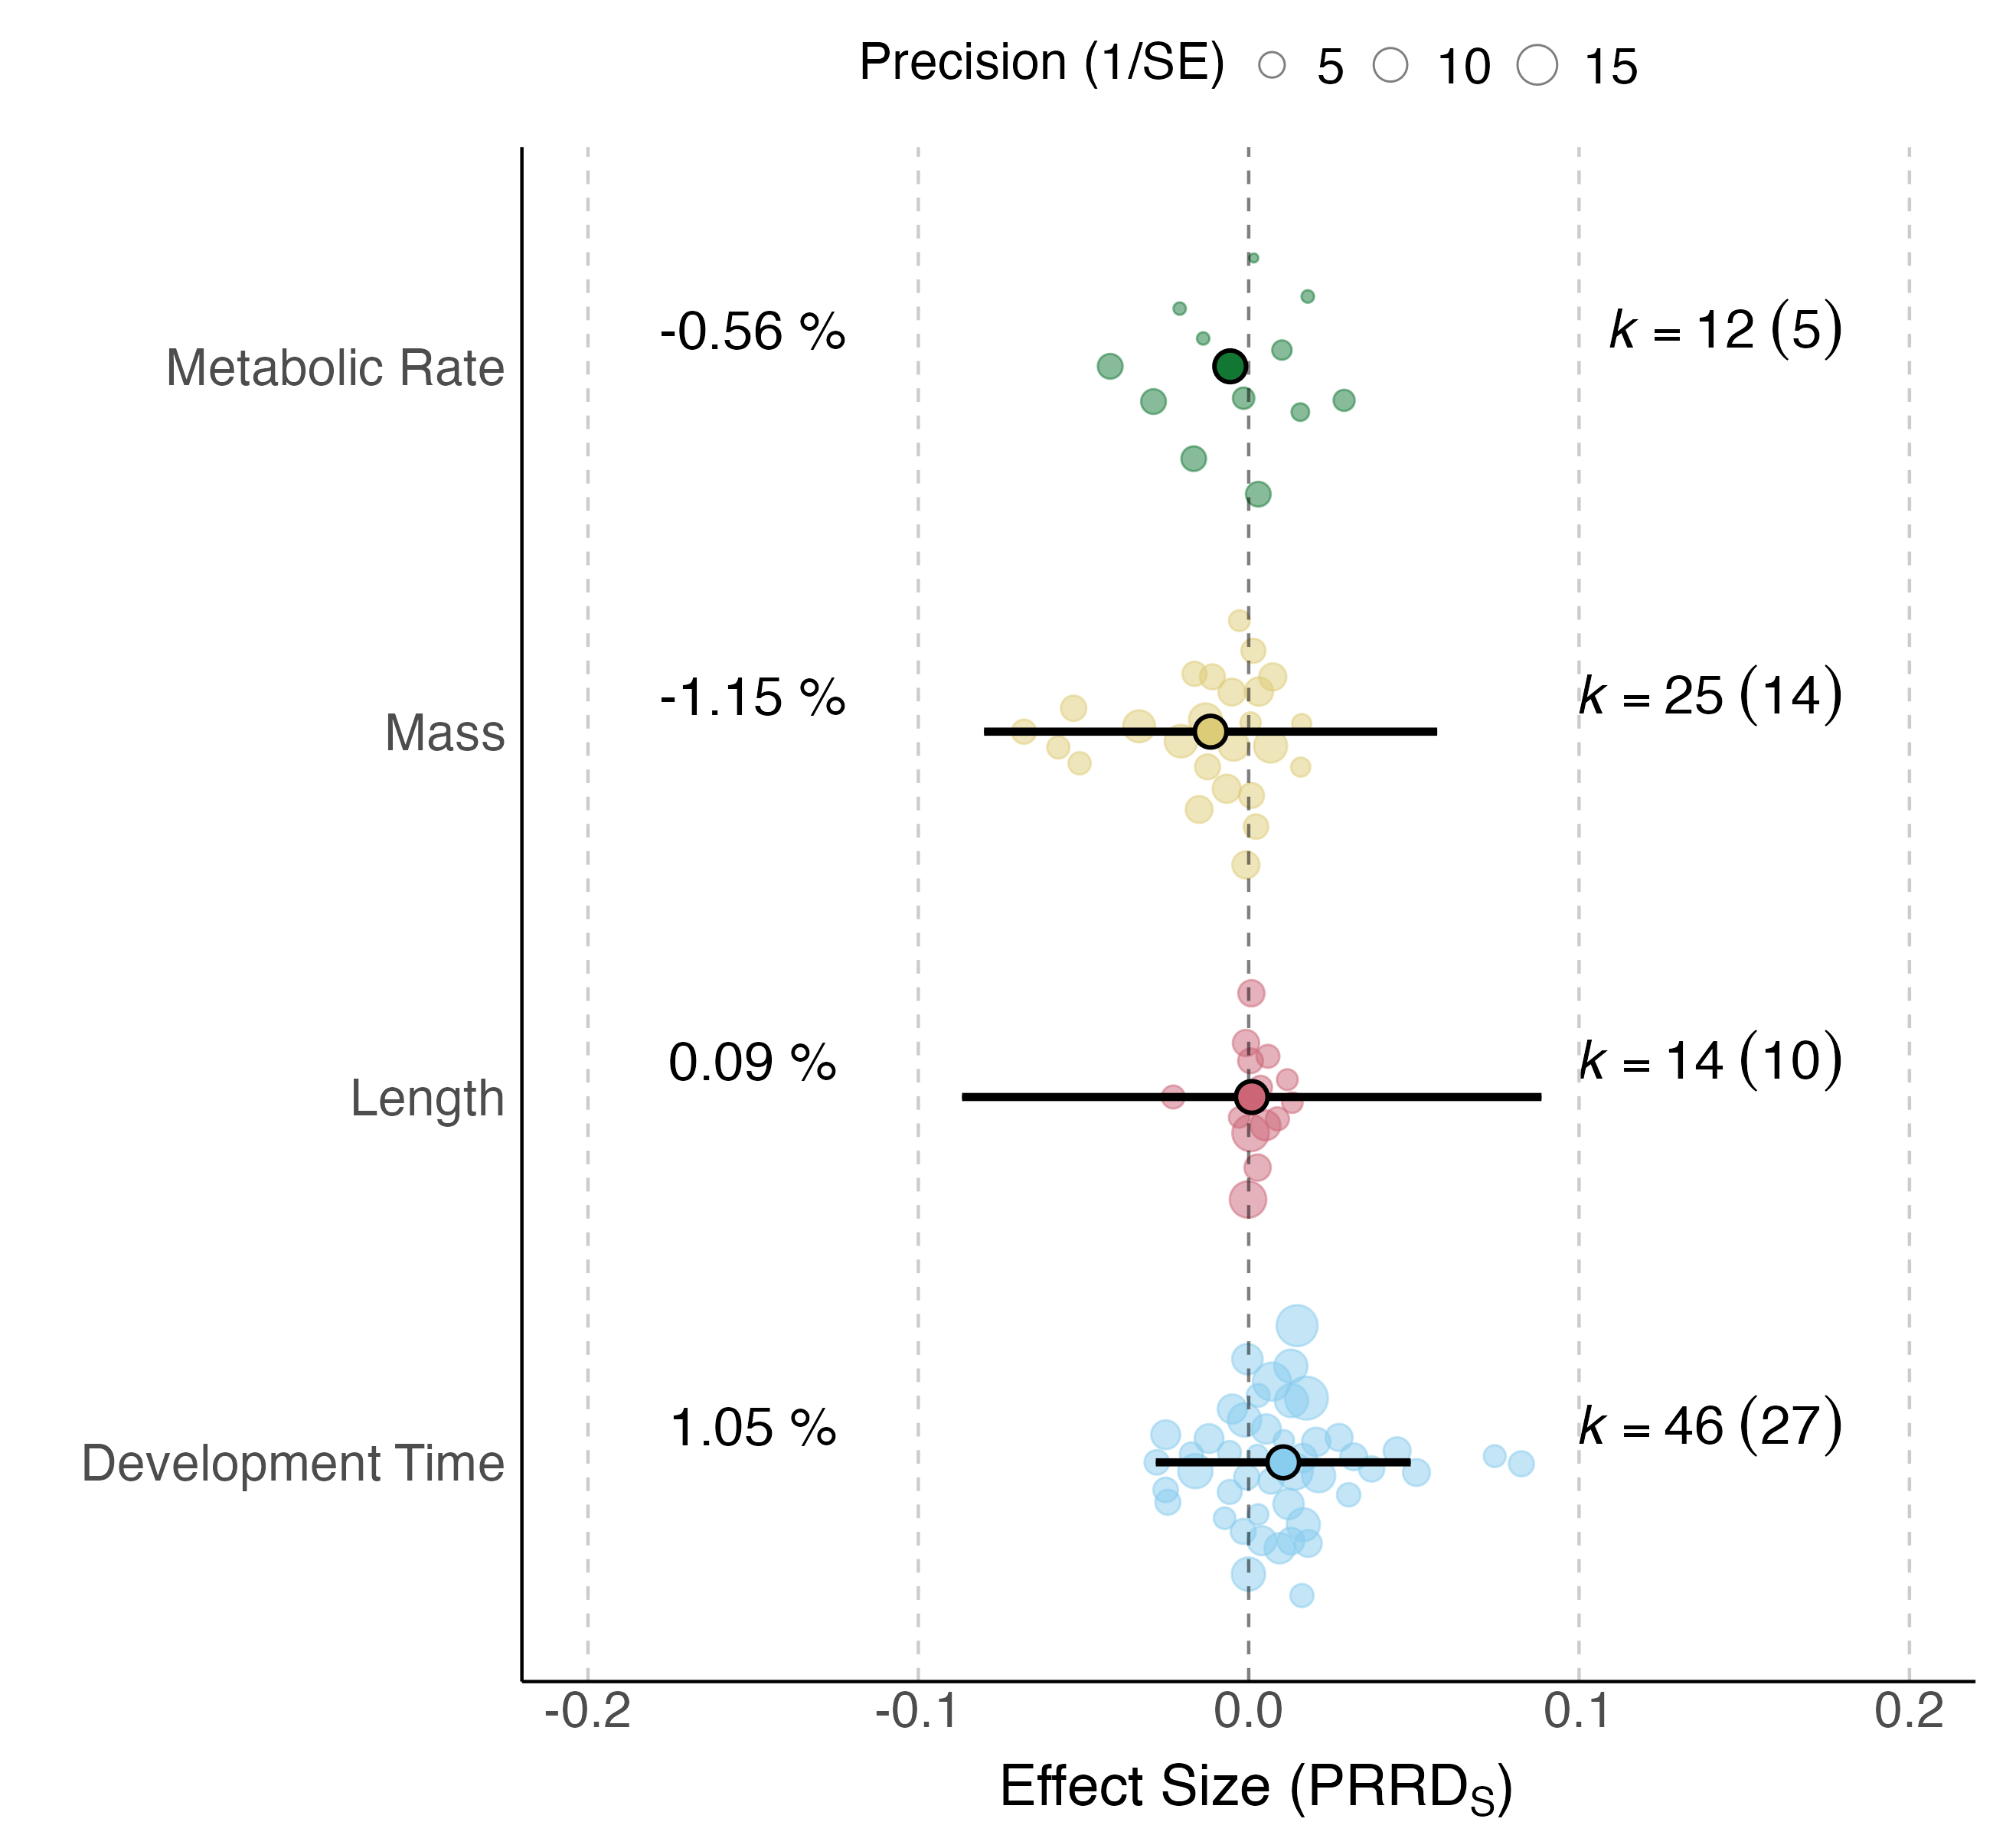 Precision (1/SE) 5 10 15
-0.56 % k = 12 (5)
Metabolic Rate
-1.15 % k = 25 (14)
Mass
0.09 % k = 14 (10)
Length
1.05 % k = 46 (27)
Development Time
-0.2 -0.1 0.0 0.1 0.2
Effect Size (PRRDS)